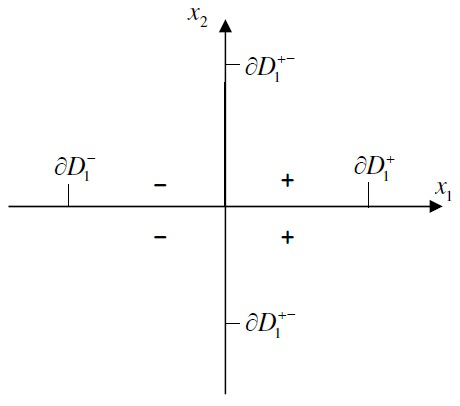 x₂
∂D₁⁺⁻
∂D₁⁻
∂D₁⁺
− +
x₁
− +
∂D₁⁺⁻